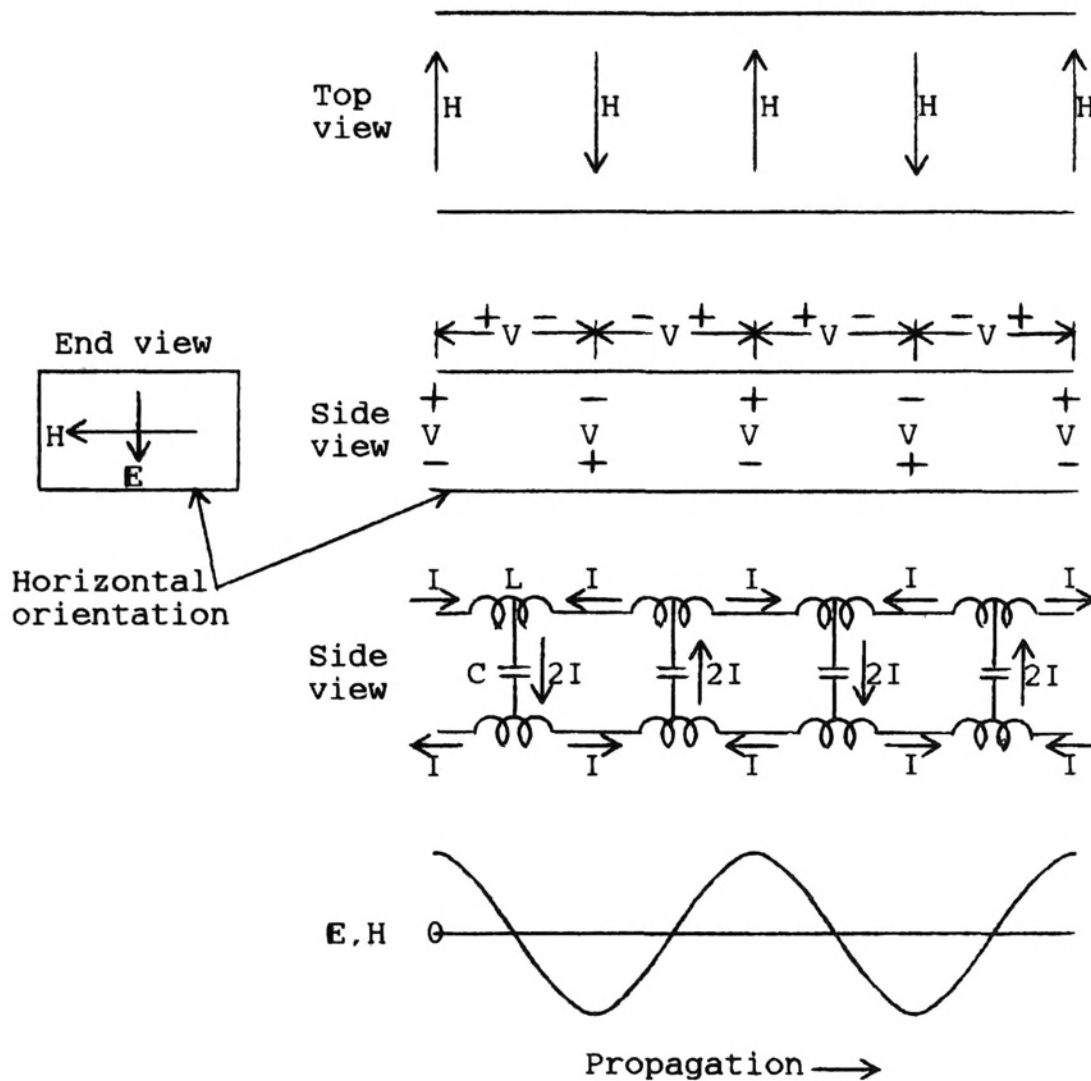 Top
view
H H H H H
+ - - + + - - +
V V V V
End view
H
E
Side
view
+ - + - +
V V V V V
- + - + -
Horizontal
orientation
I L I I I I
Side
view
C 2I 2I 2I 2I
I I I I I
E,H 0
Propagation